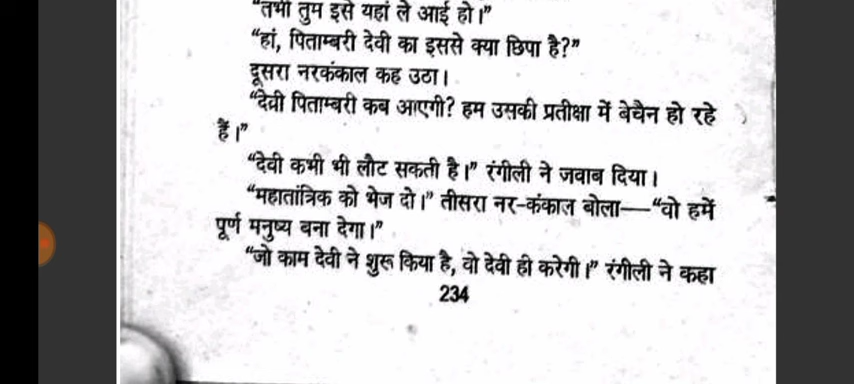 "तभी तुम इसे यहां ले आई हो।"
"हां, पिताम्बरी देवी का इससे क्या छिपा है?"
दूसरा नरकंकाल कह उठा।
"देवी पिताम्बरी कब आएगी? हम उसकी प्रतीक्षा में बेचैन हो रहे
हैं।"
"देवी कभी भी लौट सकती है।" रंगीली ने जवाब दिया।
"महातांत्रिक को भेज दो।" तीसरा नर-कंकाल बोला—"वो हमें
पूर्ण मनुष्य बना देगा।"
"जो काम देवी ने शुरू किया है, वो देवी ही करेगी।" रंगीली ने कहा
234